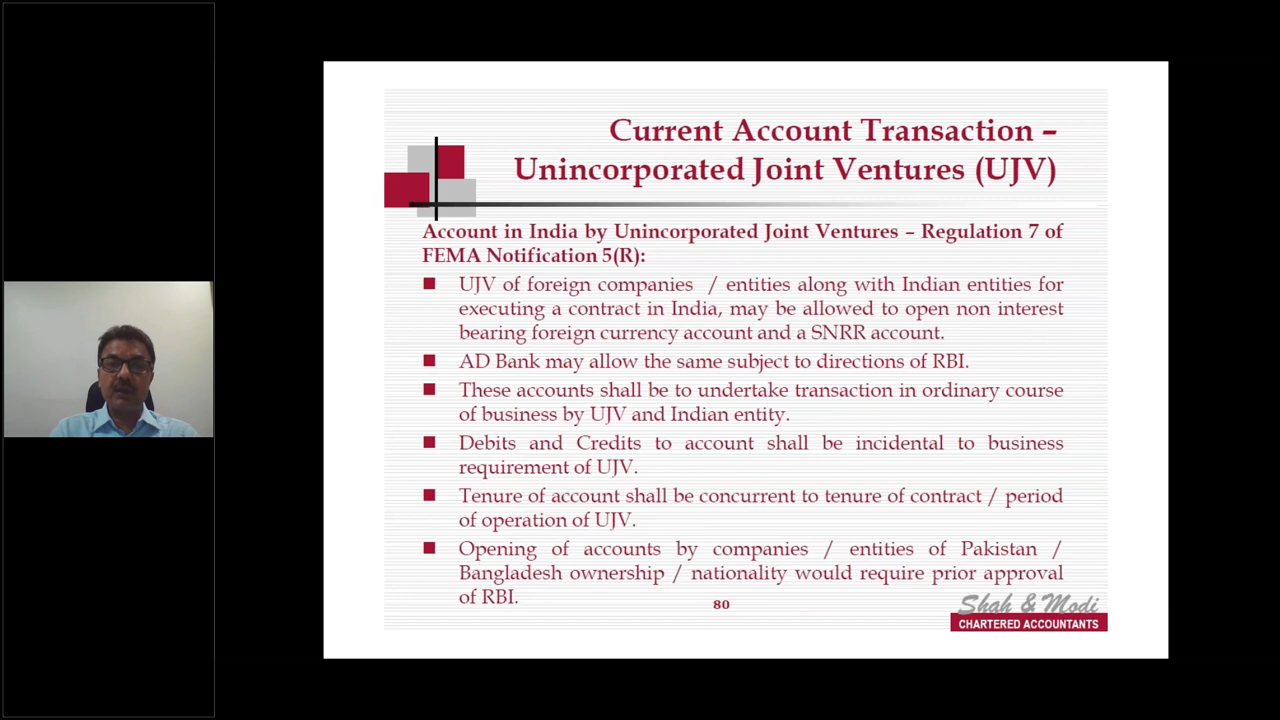 Current Account Transaction –
Unincorporated Joint Ventures (UJV)
Account in India by Unincorporated Joint Ventures – Regulation 7 of
FEMA Notification 5(R):
UJV of foreign companies / entities along with Indian entities for
executing a contract in India, may be allowed to open non interest
bearing foreign currency account and a SNRR account.
AD Bank may allow the same subject to directions of RBI.
These accounts shall be to undertake transaction in ordinary course
of business by UJV and Indian entity.
Debits and Credits to account shall be incidental to business
requirement of UJV.
Tenure of account shall be concurrent to tenure of contract / period
of operation of UJV.
Opening of accounts by companies / entities of Pakistan /
Bangladesh ownership / nationality would require prior approval
of RBI.
80
Shah & Modi
CHARTERED ACCOUNTANTS